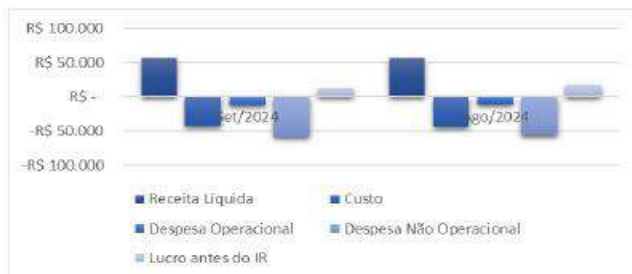 R$ 100.000
R$ 50.000
R$ -
-R$ 50.000
-R$ 100.000
Set/2024
Ago/2024
Receita Líquida
Custo
Despesa Operacional
Despesa Não Operacional
Lucro antes do IR